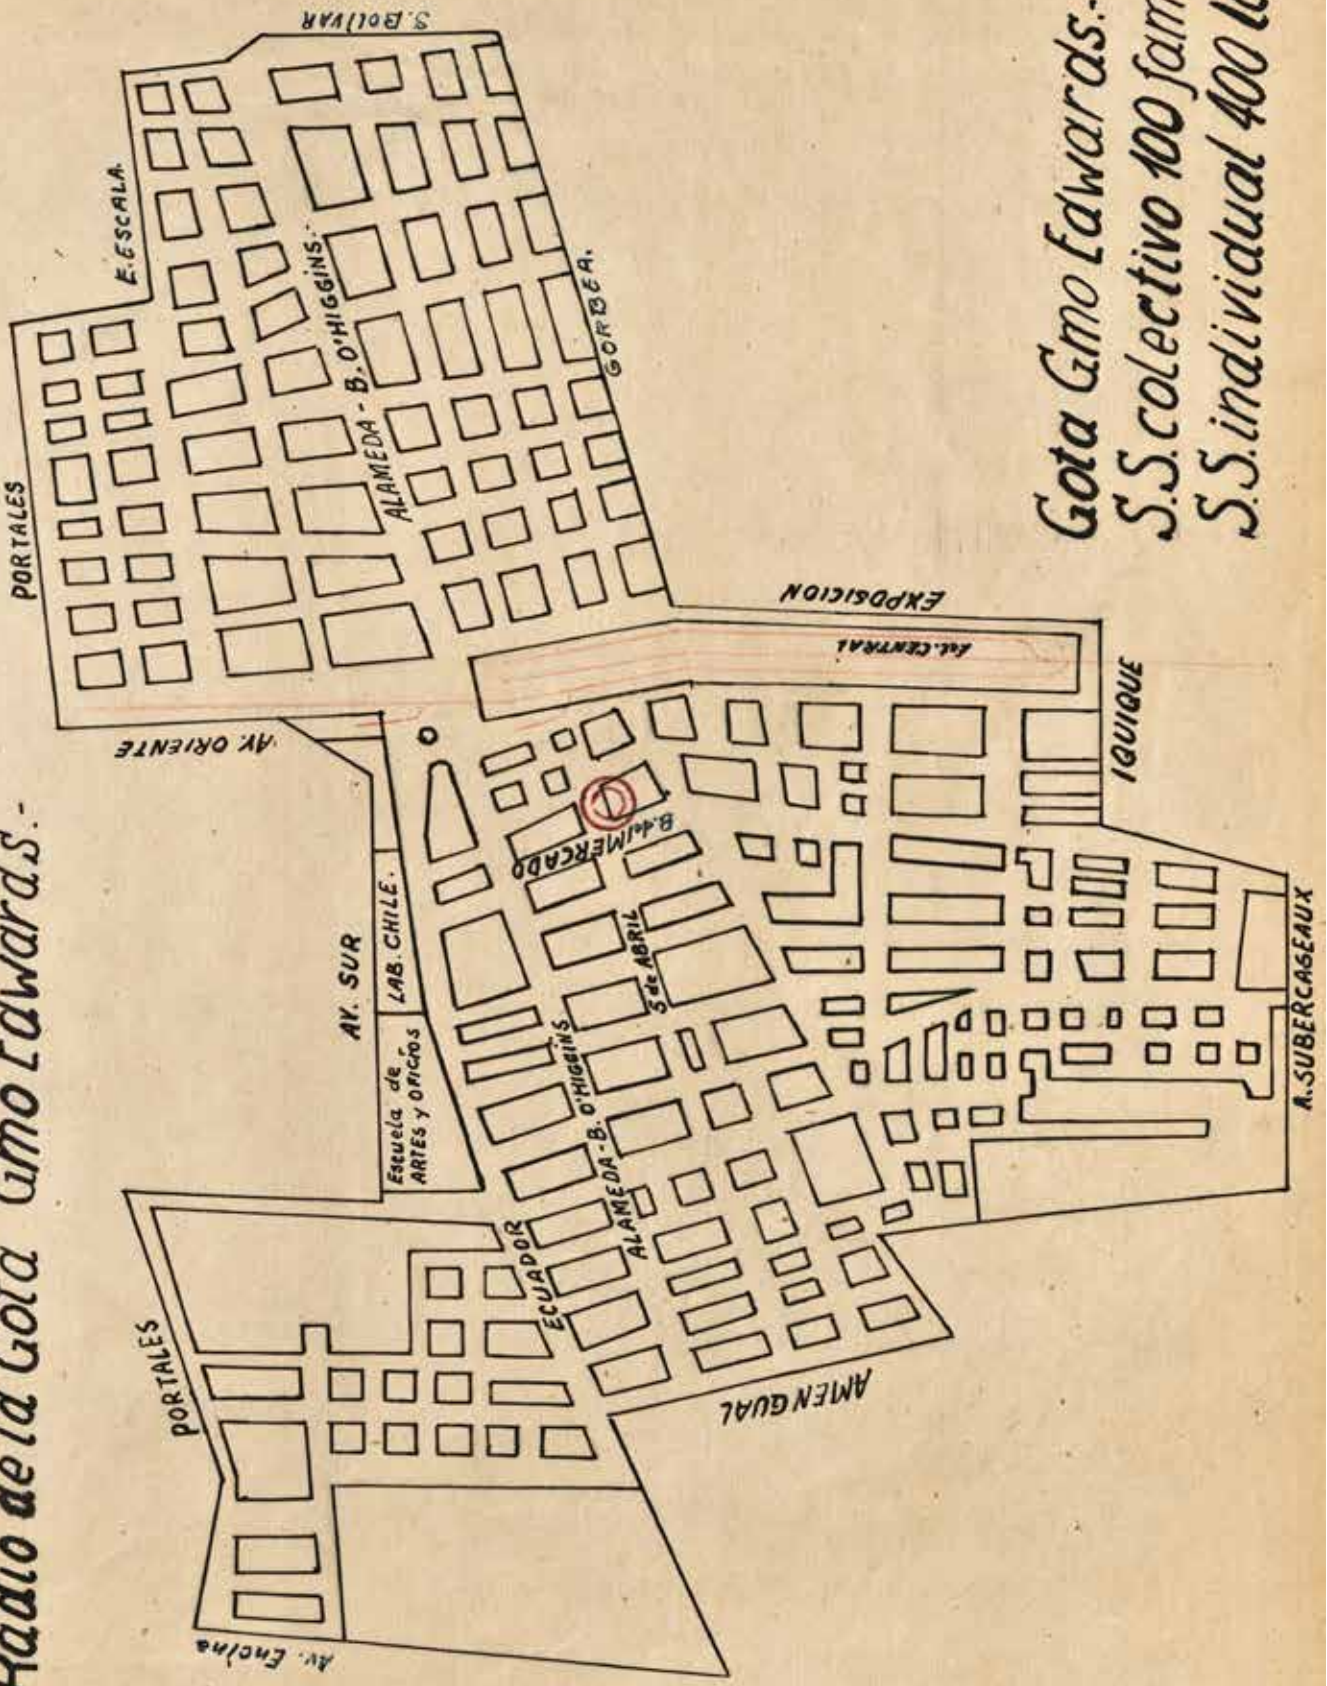 Radio de la Gota Gmo Edwards.-
PORTALES
E. ESCALA.
S. BOLÍVAR
ALAMEDA - B. O'HIGGINS.-
GORBEA.
AV. ORIENTE
EXPOSICION
Est. CENTRAL
IQUIQUE
AV. SUR
LAB. CHILE.
Escuela de
ARTES y OFICIOS
B. del MERCADO
5 de ABRIL
ALAMEDA - B. O'HIGGINS
ECUADOR
PORTALES
AV. Encina
AMENGUAL
A. SUBERCASEAUX
Gota Gmo Edwards.-
S.S. colectivo 100 fam
S.S. individual 400